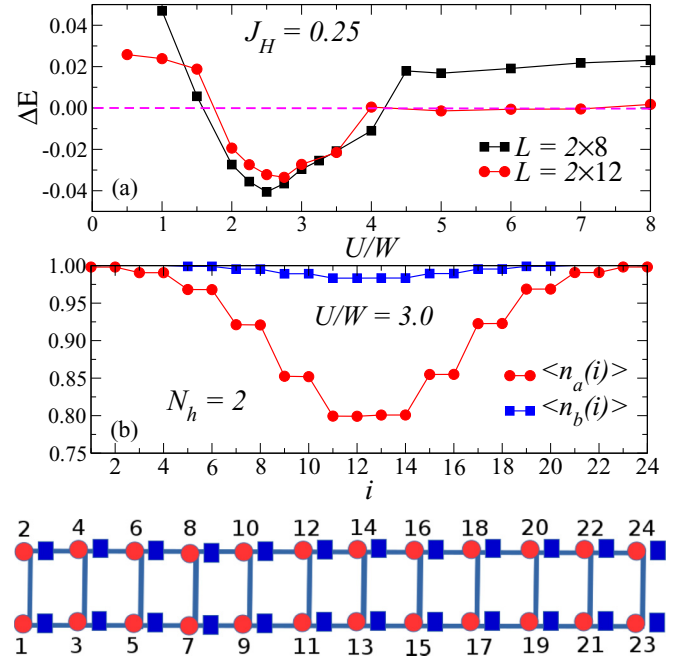 J_H = 0.25
0.04
0.02
0.00
-0.02
-0.04
ΔE
(a)
L = 2×8
L = 2×12
0 1 2 3 4 5 6 7 8
U/W
1.00
0.95
0.90
0.85
0.80
0.75
U/W = 3.0
N_h = 2
<n_a(i)>
<n_b(i)>
(b)
2 4 6 8 10 12 14 16 18 20 22 24
i
2 4 6 8 10 12 14 16 18 20 22 24
1 3 5 7 9 11 13 15 17 19 21 23